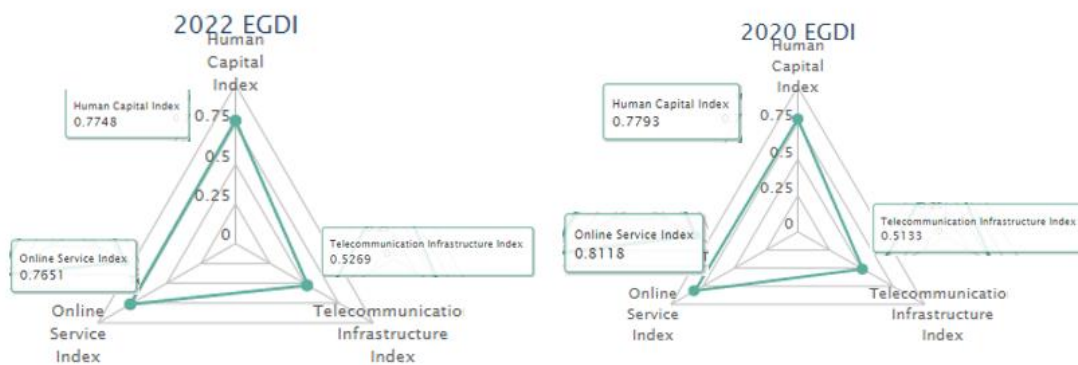 2022 EGDI
Human
Capital
Index
Human Capital Index
0.7748
0.75
0.5
0.25
0
Online Service Index
0.7651
Telecommunication Infrastructure Index
0.5269
Online
Service
Index
Telecommunicatio
Infrastructure
Index
2020 EGDI
Human
Capital
Index
Human Capital Index
0.7793
0.75
0.5
0.25
0
Online Service Index
0.8118
Telecommunication Infrastructure Index
0.5133
Online
Service
Index
Telecommunicatio
Infrastructure
Index